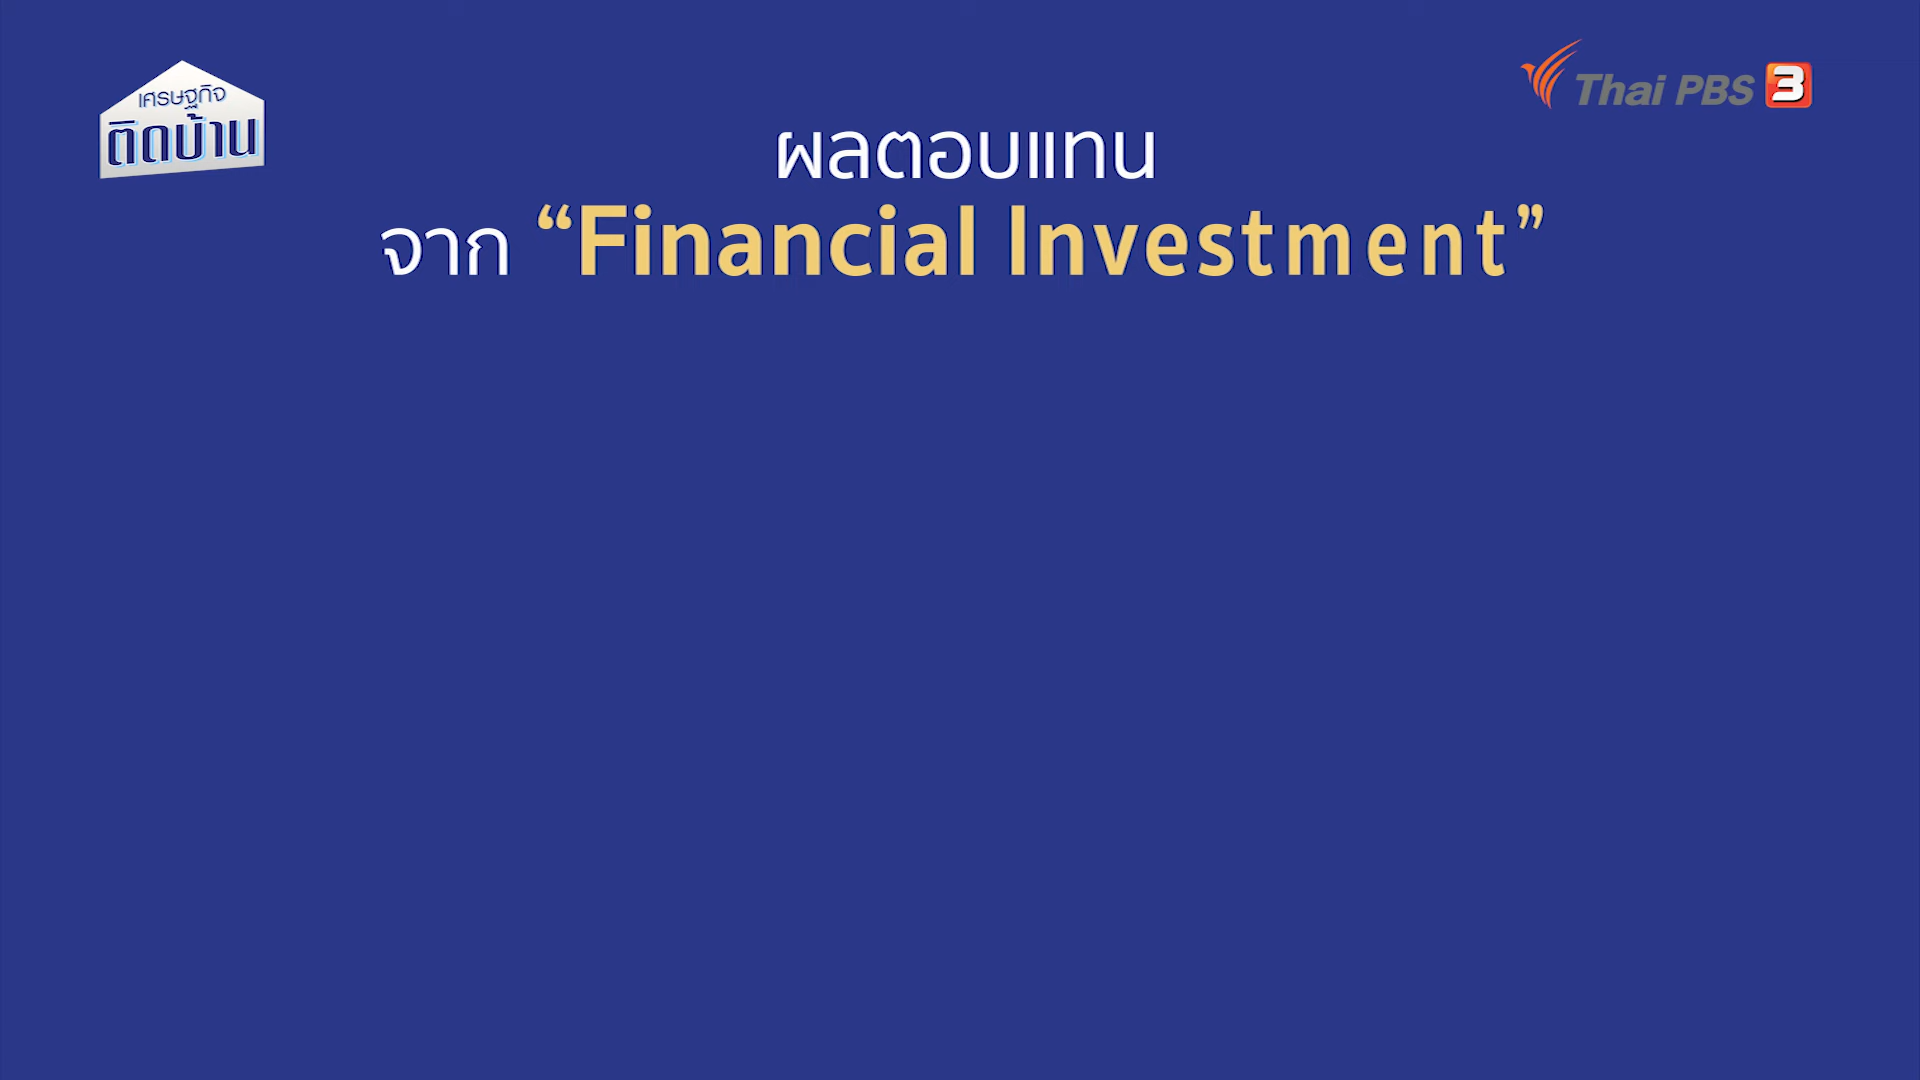 เศรษฐกิจ
ติดบ้าน
Thai PBS 3
ผลตอบแทน
จาก “Financial Investment”